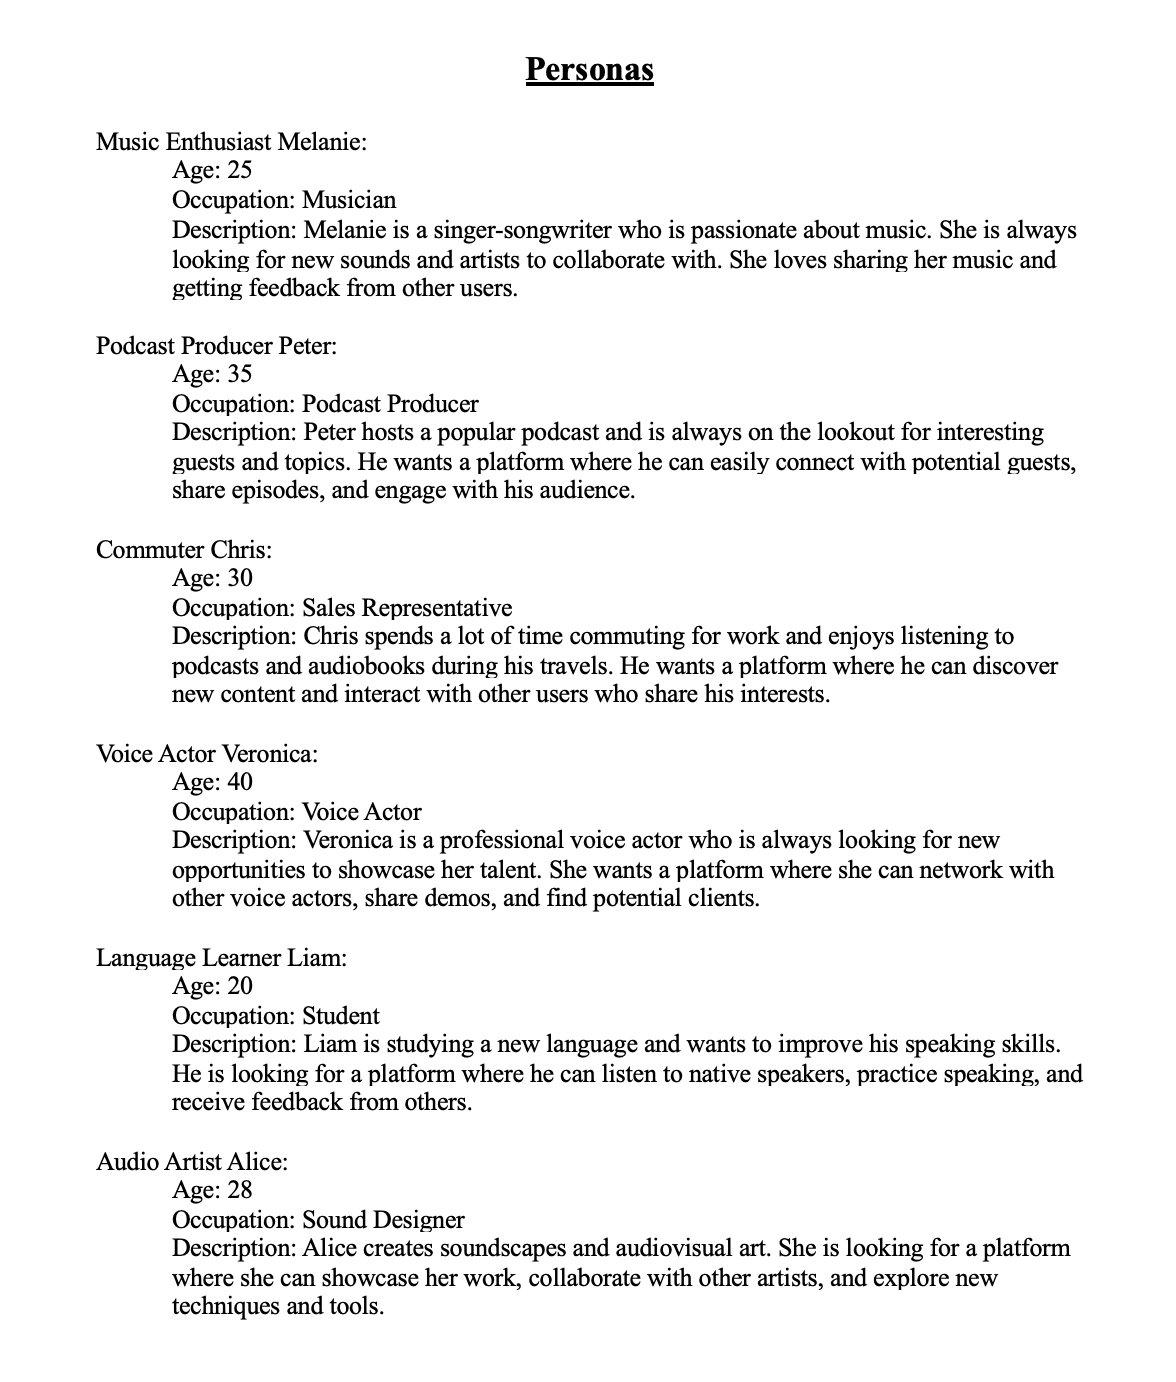 Personas
Music Enthusiast Melanie:
Age: 25
Occupation: Musician
Description: Melanie is a singer-songwriter who is passionate about music. She is always
looking for new sounds and artists to collaborate with. She loves sharing her music and
getting feedback from other users.
Podcast Producer Peter:
Age: 35
Occupation: Podcast Producer
Description: Peter hosts a popular podcast and is always on the lookout for interesting
guests and topics. He wants a platform where he can easily connect with potential guests,
share episodes, and engage with his audience.
Commuter Chris:
Age: 30
Occupation: Sales Representative
Description: Chris spends a lot of time commuting for work and enjoys listening to
podcasts and audiobooks during his travels. He wants a platform where he can discover
new content and interact with other users who share his interests.
Voice Actor Veronica:
Age: 40
Occupation: Voice Actor
Description: Veronica is a professional voice actor who is always looking for new
opportunities to showcase her talent. She wants a platform where she can network with
other voice actors, share demos, and find potential clients.
Language Learner Liam:
Age: 20
Occupation: Student
Description: Liam is studying a new language and wants to improve his speaking skills.
He is looking for a platform where he can listen to native speakers, practice speaking, and
receive feedback from others.
Audio Artist Alice:
Age: 28
Occupation: Sound Designer
Description: Alice creates soundscapes and audiovisual art. She is looking for a platform
where she can showcase her work, collaborate with other artists, and explore new
techniques and tools.